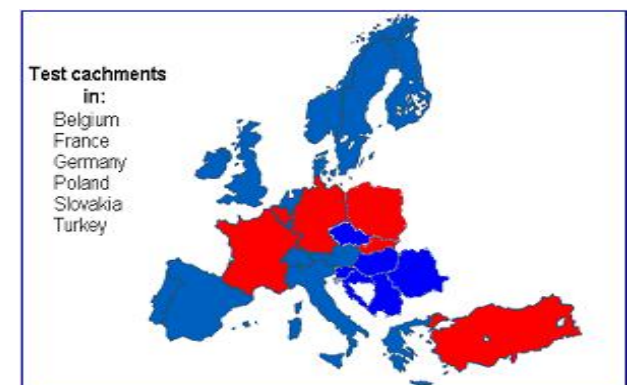 Test cachments
in:
Belgium
France
Germany
Poland
Slovakia
Turkey